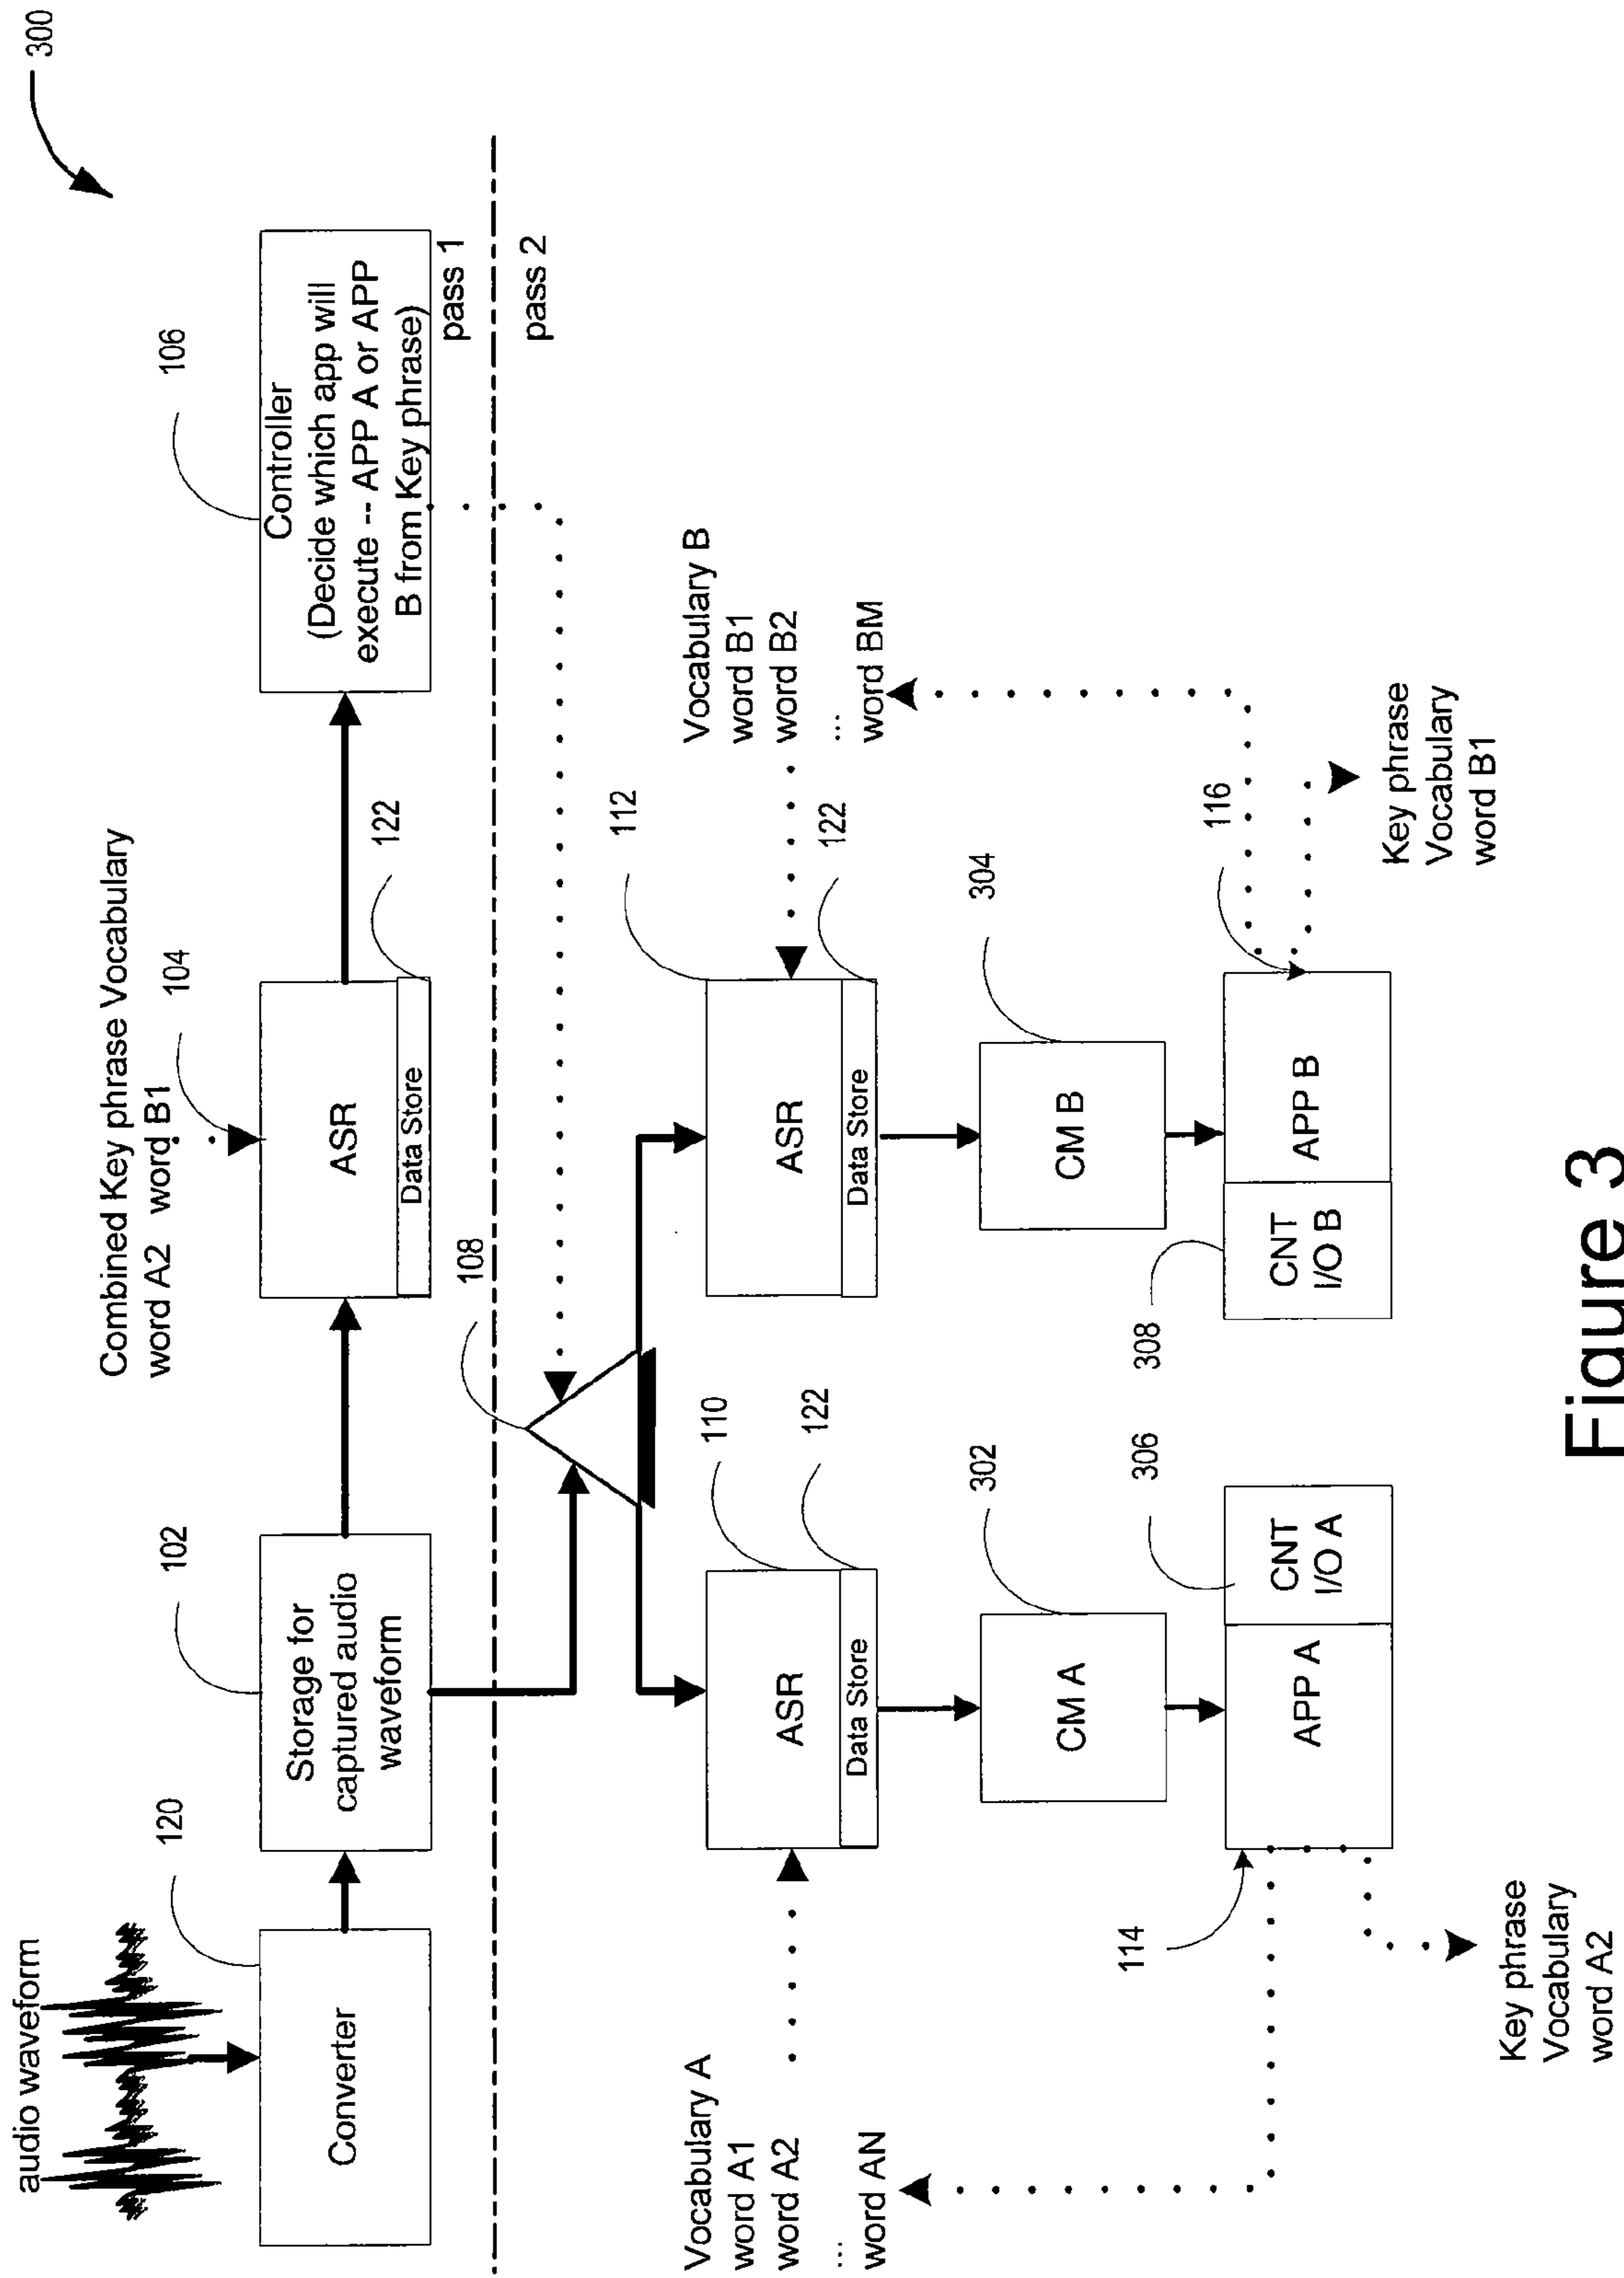 300
audio waveform
120
Converter
102
Storage for
captured audio
waveform
Combined Key phrase Vocabulary
word A2 word B1
104
ASR
Data Store
122
106
Controller
(Decide which app will
execute -- APP A or APP
B from Key phrase)
pass 1
pass 2
108
Vocabulary A
word A1
word A2
...
word AN
110
ASR
Data Store
122
112
ASR
Data Store
122
Vocabulary B
word B1
word B2
...
word BM
302
CM A
304
CM B
114
APP A
306
CNT
I/O A
308
CNT
I/O B
APP B
116
Key phrase
Vocabulary
word A2
Key phrase
Vocabulary
word B1
Figure 3